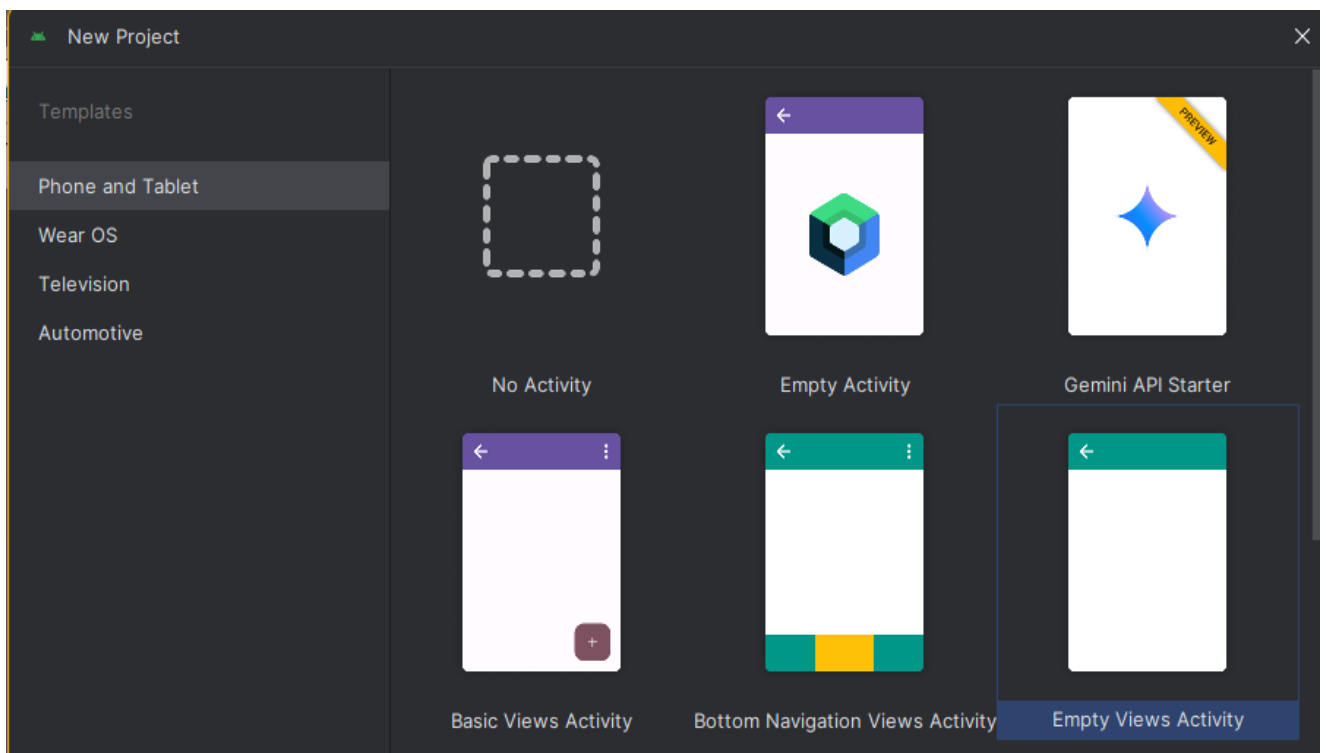 New Project
Templates
Phone and Tablet
Wear OS
Television
Automotive
PREVIEW
No Activity
Empty Activity
Gemini API Starter
Basic Views Activity
Bottom Navigation Views Activity
Empty Views Activity